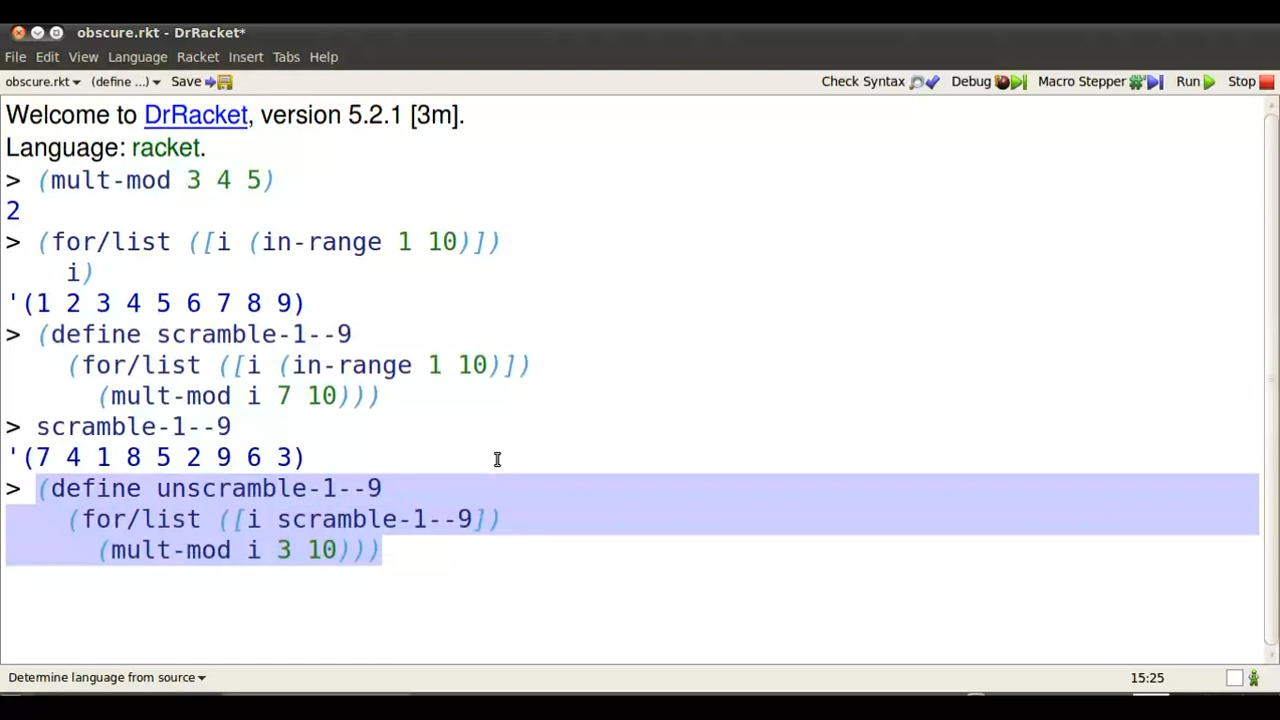 obscure.rkt - DrRacket*
File Edit View Language Racket Insert Tabs Help
obscure.rkt (define ...) Save Check Syntax Debug Macro Stepper Run Stop
Welcome to DrRacket, version 5.2.1 [3m].
Language: racket.
> (mult-mod 3 4 5)
2
> (for/list ([i (in-range 1 10)])
i)
'(1 2 3 4 5 6 7 8 9)
> (define scramble-1--9
(for/list ([i (in-range 1 10)])
(mult-mod i 7 10)))
> scramble-1--9
'(7 4 1 8 5 2 9 6 3)
> (define unscramble-1--9
(for/list ([i scramble-1--9])
(mult-mod i 3 10)))
Determine language from source 15:25